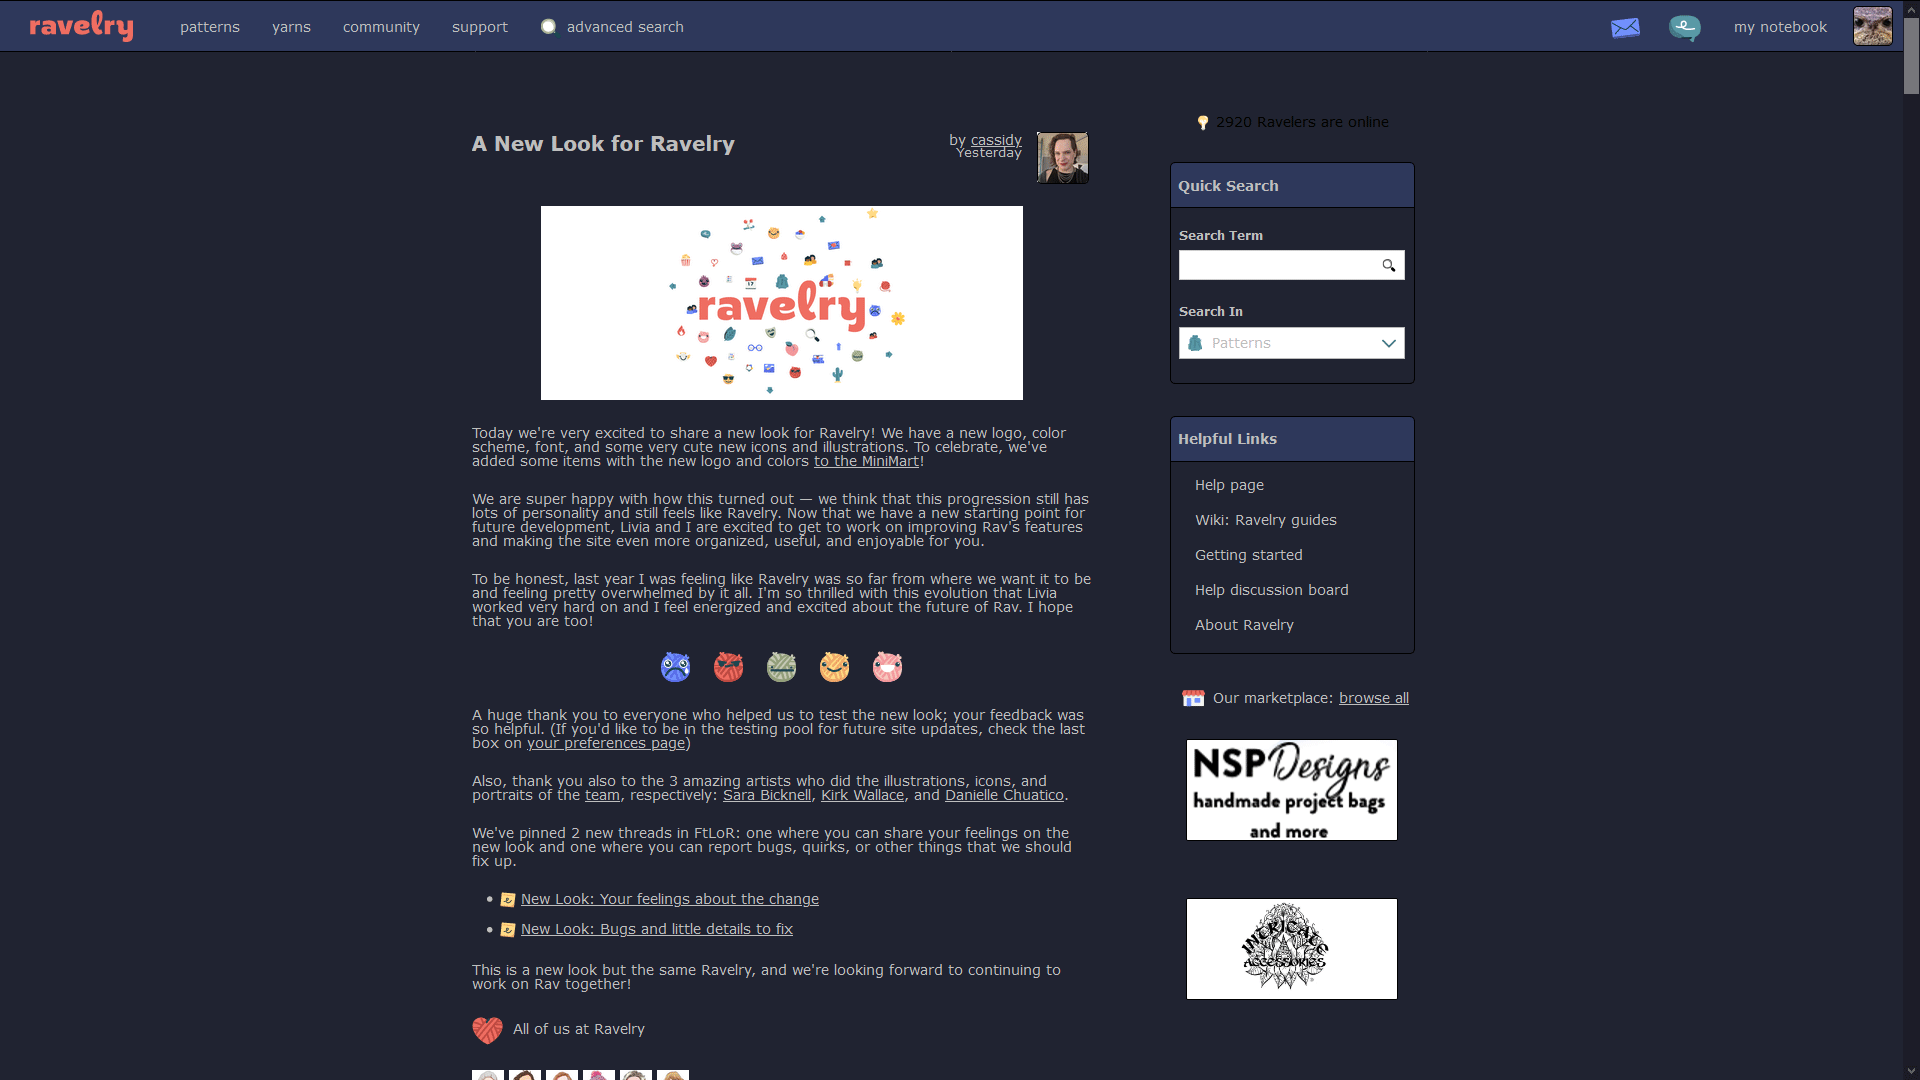 ravelry
patterns
yarns
community
support
advanced search
my notebook
A New Look for Ravelry
by cassidy
Yesterday
17
ravelry
Today we're very excited to share a new look for Ravelry! We have a new logo, color
scheme, font, and some very cute new icons and illustrations. To celebrate, we've
added some items with the new logo and colors to the MiniMart!
We are super happy with how this turned out — we think that this progression still has
lots of personality and still feels like Ravelry. Now that we have a new starting point for
future development, Livia and I are excited to get to work on improving Rav's features
and making the site even more organized, useful, and enjoyable for you.
To be honest, last year I was feeling like Ravelry was so far from where we want it to be
and feeling pretty overwhelmed by it all. I'm so thrilled with this evolution that Livia
worked very hard on and I feel energized and excited about the future of Rav. I hope
that you are too!
A huge thank you to everyone who helped us to test the new look; your feedback was
so helpful. (If you'd like to be in the testing pool for future site updates, check the last
box on your preferences page)
Also, thank you also to the 3 amazing artists who did the illustrations, icons, and
portraits of the team, respectively: Sara Bicknell, Kirk Wallace, and Danielle Chuatico.
We've pinned 2 new threads in FtLoR: one where you can share your feelings on the
new look and one where you can report bugs, quirks, or other things that we should
fix up.
• New Look: Your feelings about the change
• New Look: Bugs and little details to fix
This is a new look but the same Ravelry, and we're looking forward to continuing to
work on Rav together!
All of us at Ravelry
2920 Ravelers are online
Quick Search
Search Term
Search In
Patterns
Helpful Links
Help page
Wiki: Ravelry guides
Getting started
Help discussion board
About Ravelry
Our marketplace: browse all
NSP Designs
handmade project bags
and more
INTRICATE
ACCESSORIES